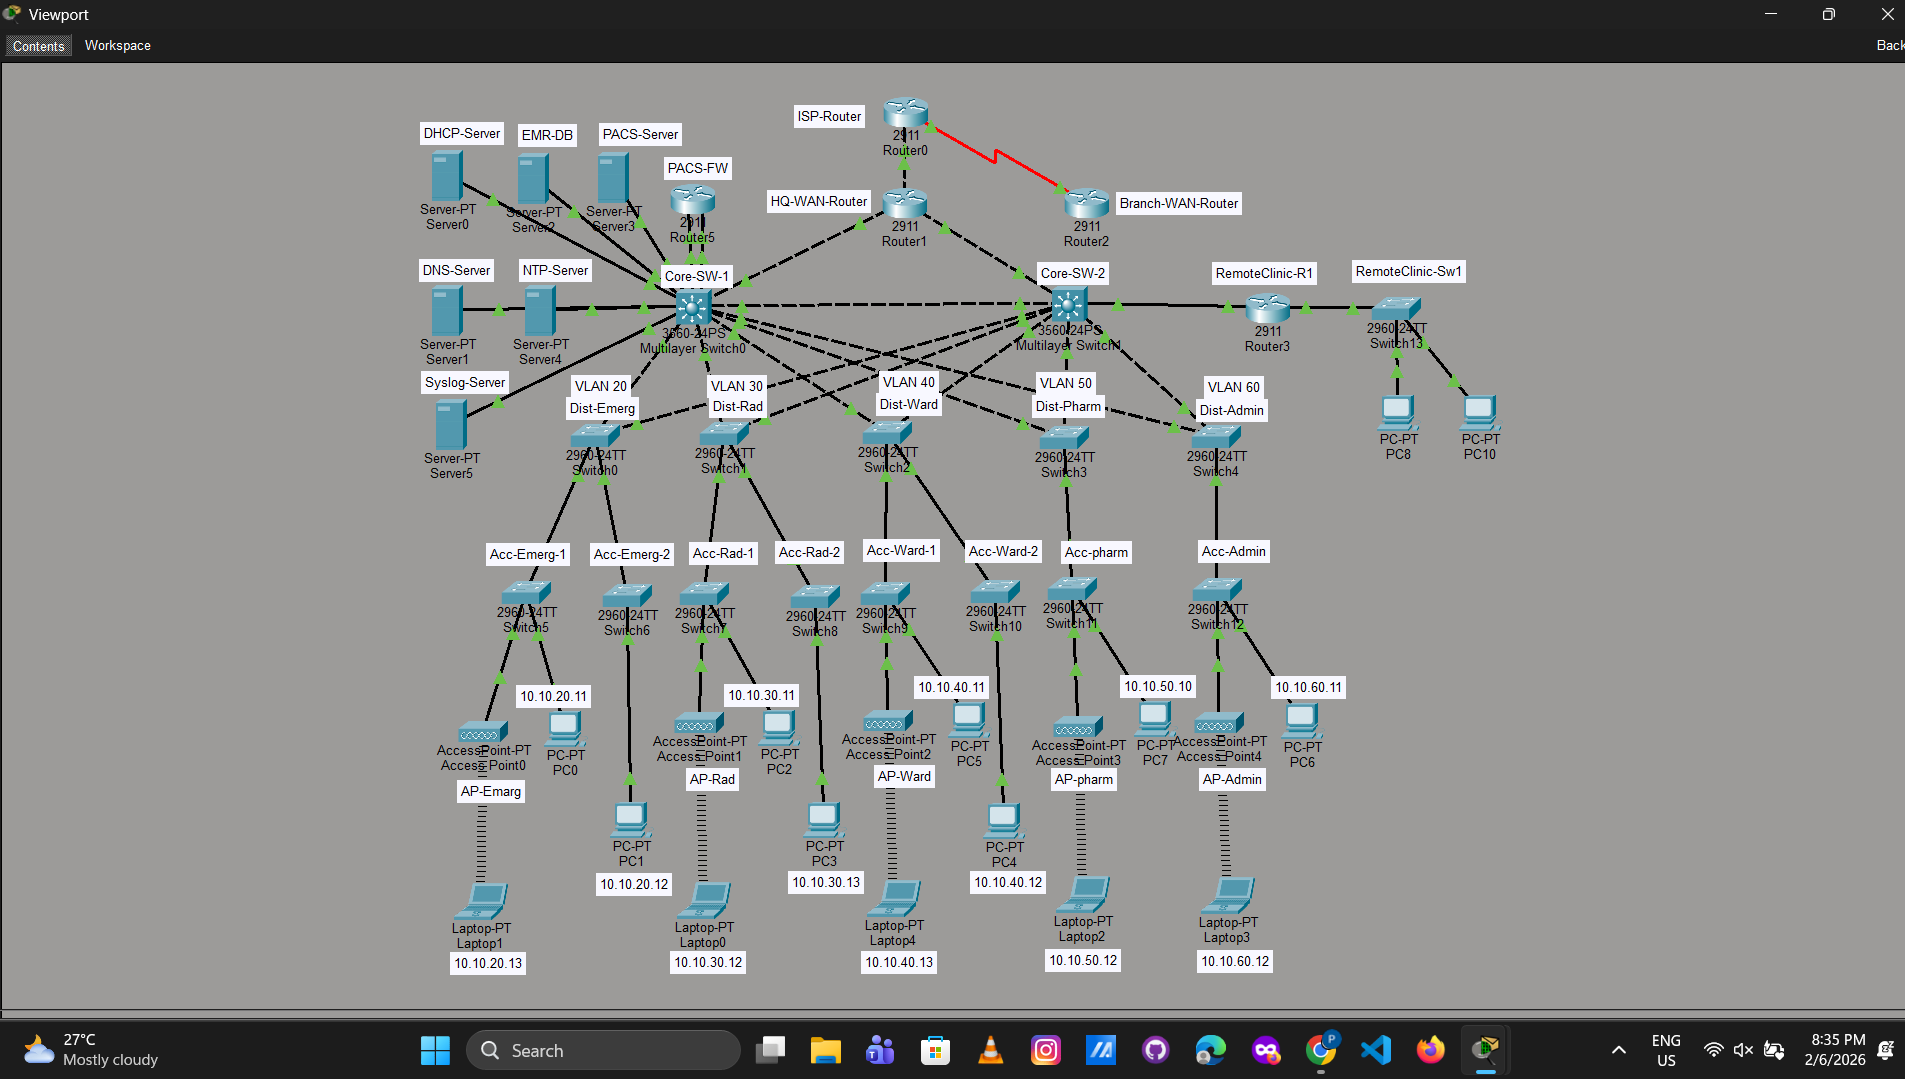 Viewport
Contents
Workspace
Back
ISP-Router
2911
Router0
DHCP-Server
EMR-DB
PACS-Server
Server-PT
Server0
Server-PT
Server2
Server-PT
Server3
PACS-FW
2911
Router5
HQ-WAN-Router
2911
Router1
Branch-WAN-Router
2911
Router2
DNS-Server
NTP-Server
Server-PT
Server1
Server-PT
Server4
Core-SW-1
3560-24PS
Multilayer Switch0
Core-SW-2
3560-24PS
Multilayer Switch1
RemoteClinic-R1
2911
Router3
RemoteClinic-Sw1
2960-24TT
Switch13
Syslog-Server
Server-PT
Server5
VLAN 20
Dist-Emerg
2960-24TT
Switch0
VLAN 30
Dist-Rad
2960-24TT
Switch1
VLAN 40
Dist-Ward
2960-24TT
Switch2
VLAN 50
Dist-Pharm
2960-24TT
Switch3
VLAN 60
Dist-Admin
2960-24TT
Switch4
PC-PT
PC8
PC-PT
PC10
Acc-Emerg-1
2960-24TT
Switch5
Acc-Emerg-2
2960-24TT
Switch6
Acc-Rad-1
2960-24TT
Switch7
Acc-Rad-2
2960-24TT
Switch8
Acc-Ward-1
2960-24TT
Switch9
Acc-Ward-2
2960-24TT
Switch10
Acc-pharm
2960-24TT
Switch11
Acc-Admin
2960-24TT
Switch12
10.10.20.11
10.10.30.11
10.10.40.11
10.10.50.10
10.10.60.11
AccessPoint-PT
Access Point0
AP-Emarg
PC-PT
PC0
AccessPoint-PT
Access Point1
AP-Rad
PC-PT
PC2
AccessPoint-PT
Access Point2
AP-Ward
PC-PT
PC5
AccessPoint-PT
Access Point3
AP-pharm
PC-PT
PC7
AccessPoint-PT
Access Point4
AP-Admin
PC-PT
PC6
PC-PT
PC1
10.10.20.12
PC-PT
PC3
10.10.30.13
PC-PT
PC4
10.10.40.12
Laptop-PT
Laptop1
10.10.20.13
Laptop-PT
Laptop0
10.10.30.12
Laptop-PT
Laptop4
10.10.40.13
Laptop-PT
Laptop2
10.10.50.12
Laptop-PT
Laptop3
10.10.60.12
27°C
Mostly cloudy
Search
P
ENG
US
8:35 PM
2/6/2026